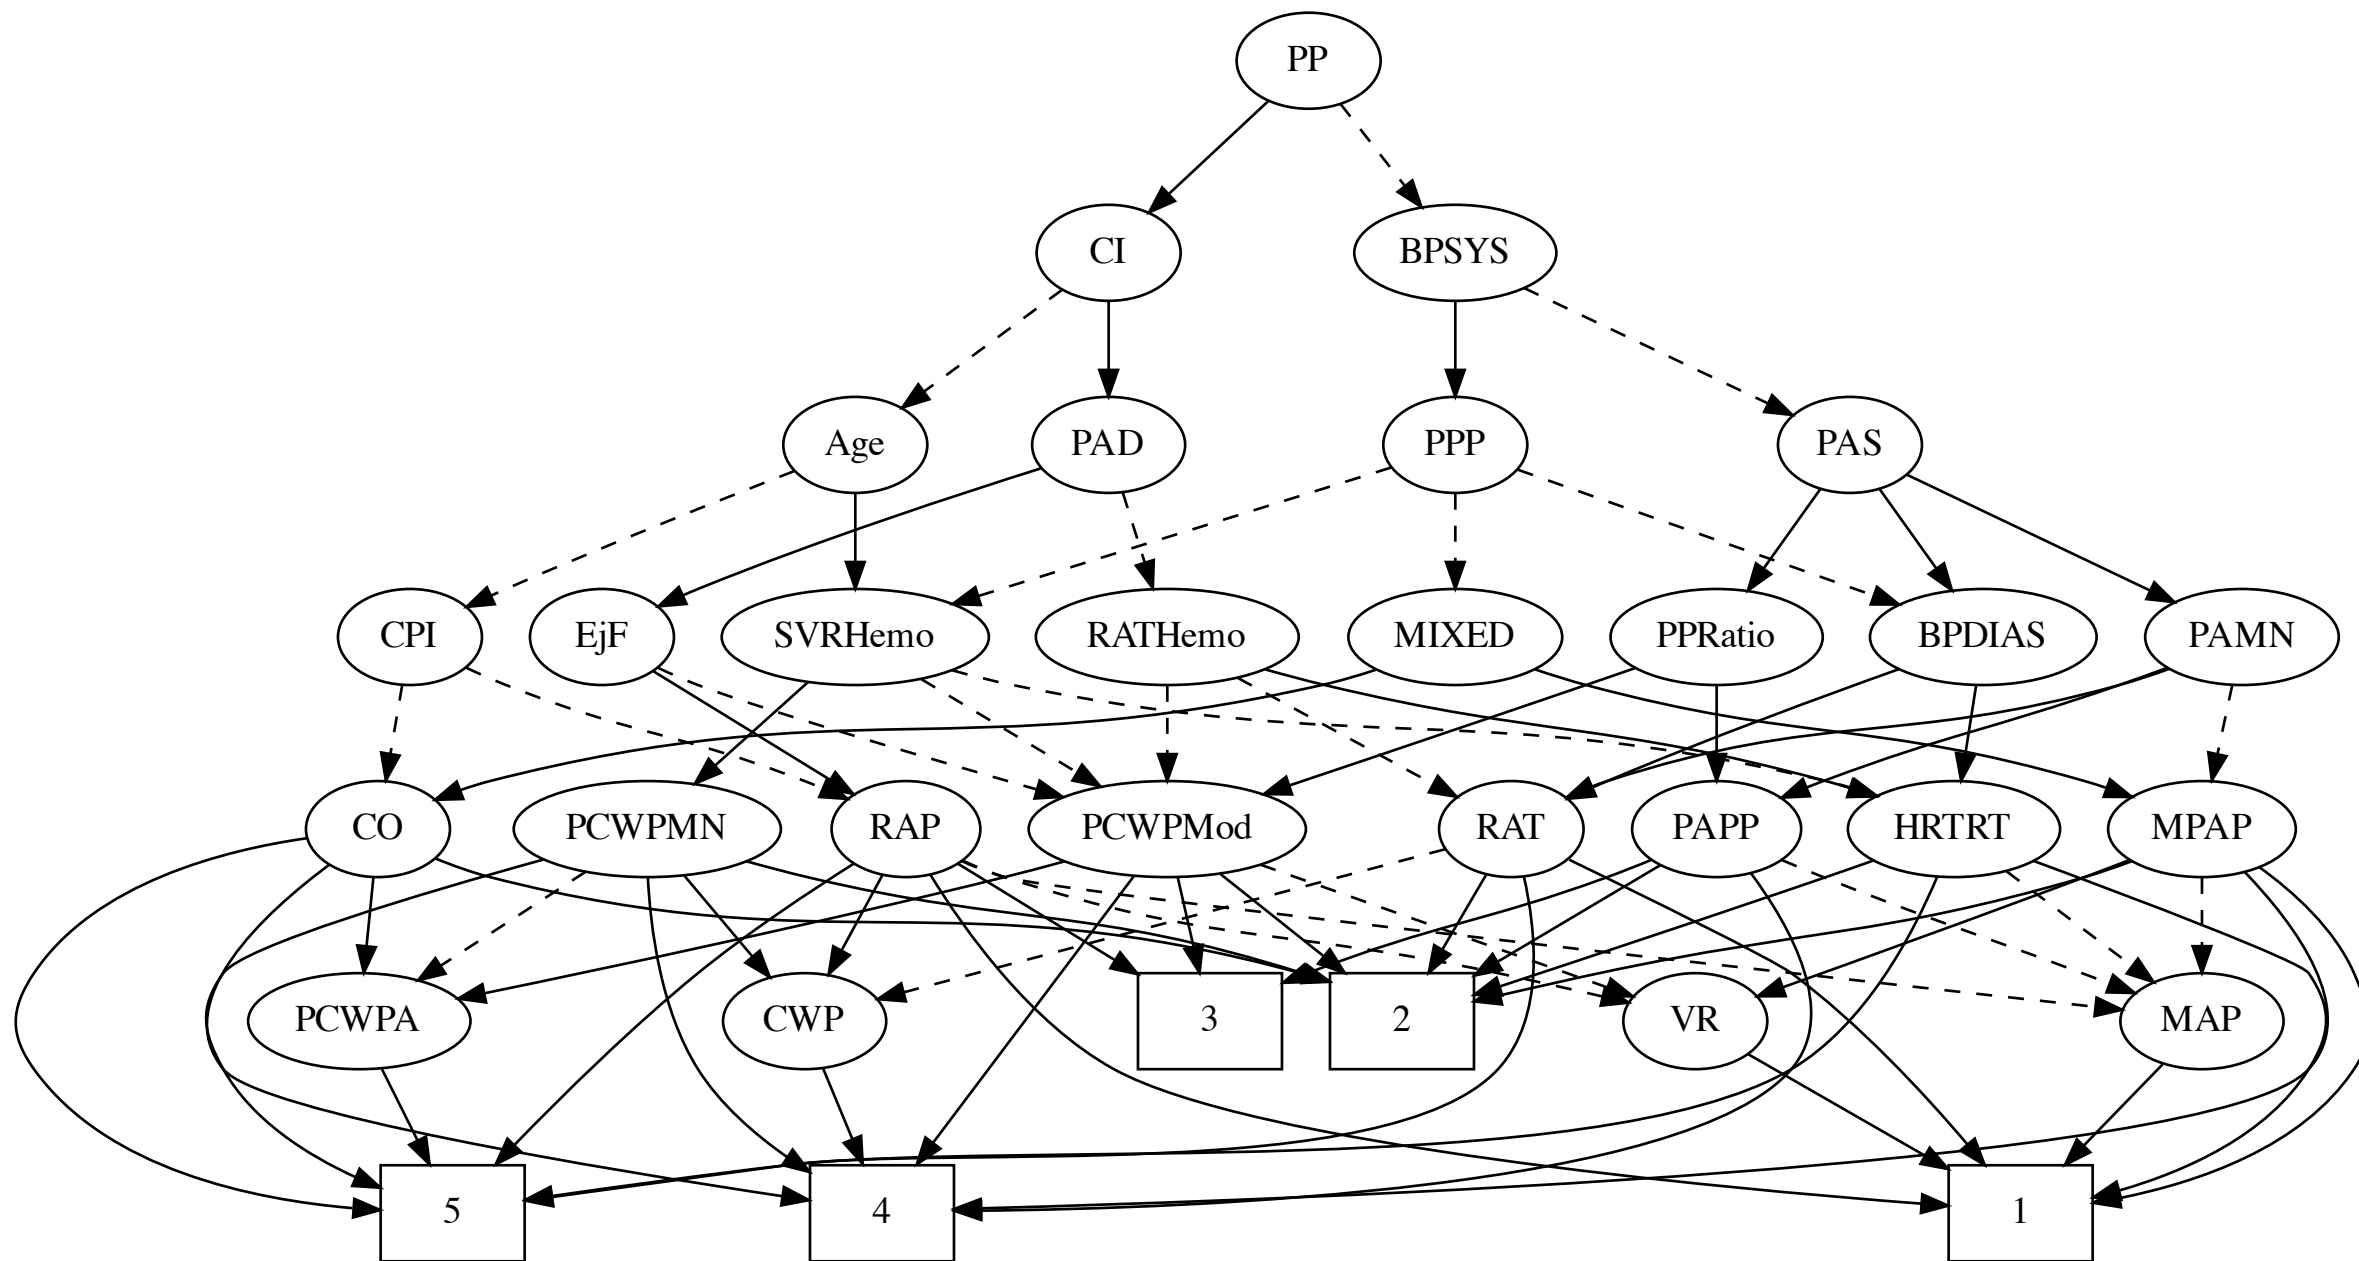 PP
CI
BPSYS
Age
PAD
PPP
PAS
CPI
EjF
SVRHemo
RATHemo
MIXED
PPRatio
BPDIAS
PAMN
CO
PCWPMN
RAP
PCWPMod
RAT
PAPP
HRTRT
MPAP
PCWPA
CWP
3
2
VR
MAP
5
4
1